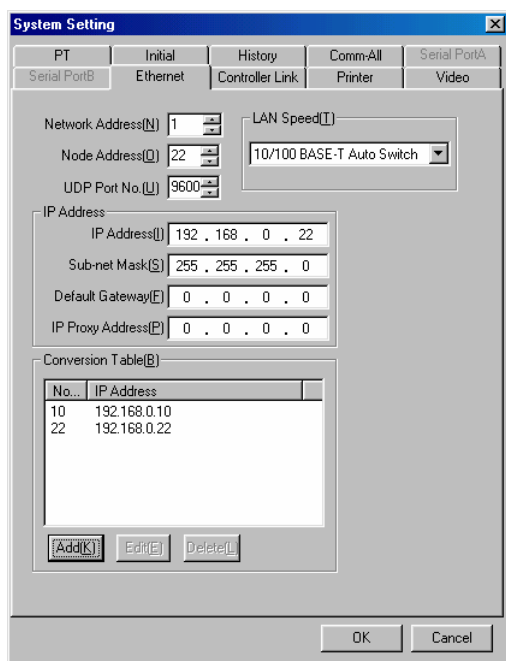 System Setting
PT Initial History Comm-All Serial PortA
Serial PortB Ethernet Controller Link Printer Video
Network Address(N) 1
Node Address(O) 22
UDP Port No.(U) 9600
LAN Speed(T)
10/100 BASE-T Auto Switch
IP Address
IP Address(I) 192 . 168 . 0 . 22
Sub-net Mask(S) 255 . 255 . 255 . 0
Default Gateway(F) 0 . 0 . 0 . 0
IP Proxy Address(P) 0 . 0 . 0 . 0
Conversion Table(B)
No... IP Address
10 192.168.0.10
22 192.168.0.22
Add(K) Edit(E) Delete(L)
OK Cancel